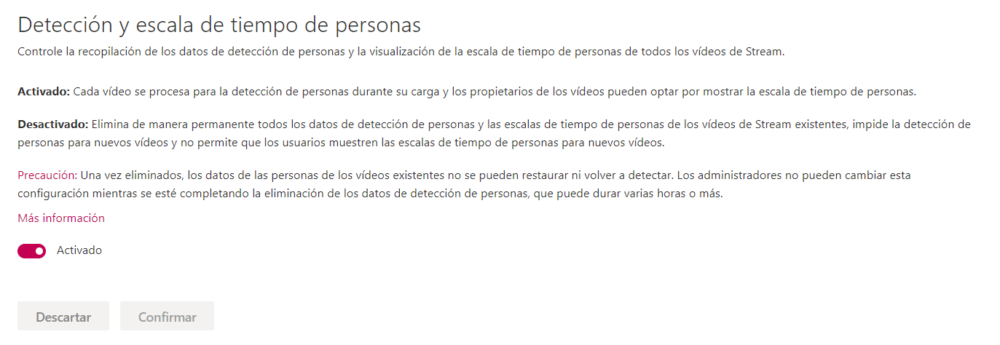 Detección y escala de tiempo de personas
Controle la recopilación de los datos de detección de personas y la visualización de la escala de tiempo de personas de todos los vídeos de Stream.
Activado: Cada vídeo se procesa para la detección de personas durante su carga y los propietarios de los vídeos pueden optar por mostrar la escala de tiempo de personas.
Desactivado: Elimina de manera permanente todos los datos de detección de personas y las escalas de tiempo de personas de los vídeos de Stream existentes, impide la detección de
personas para nuevos vídeos y no permite que los usuarios muestren las escalas de tiempo de personas para nuevos vídeos.
Precaución: Una vez eliminados, los datos de las personas de los vídeos existentes no se pueden restaurar ni volver a detectar. Los administradores no pueden cambiar esta
configuración mientras se esté completando la eliminación de los datos de detección de personas, que puede durar varias horas o más.
Más información
Activado
Descartar
Confirmar